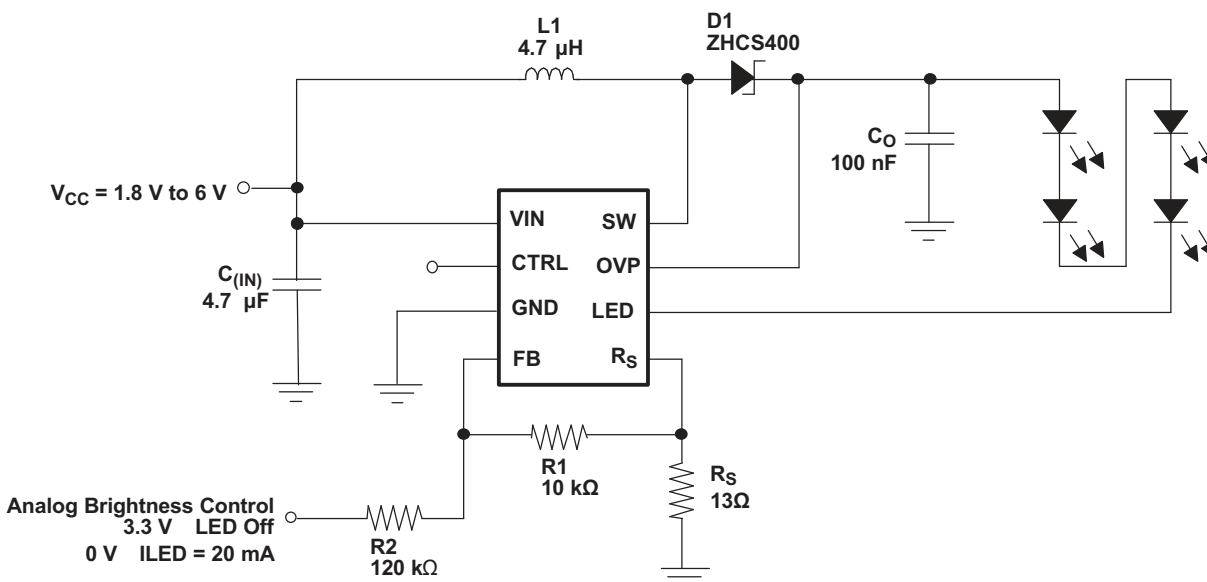 L1
4.7 µH
D1
ZHCS400
CO
100 nF
VCC = 1.8 V to 6 V
C(IN)
4.7 µF
VIN
CTRL
GND
FB
SW
OVP
LED
RS
R1
10 kΩ
RS
13Ω
Analog Brightness Control
3.3 V LED Off
0 V ILED = 20 mA
R2
120 kΩ